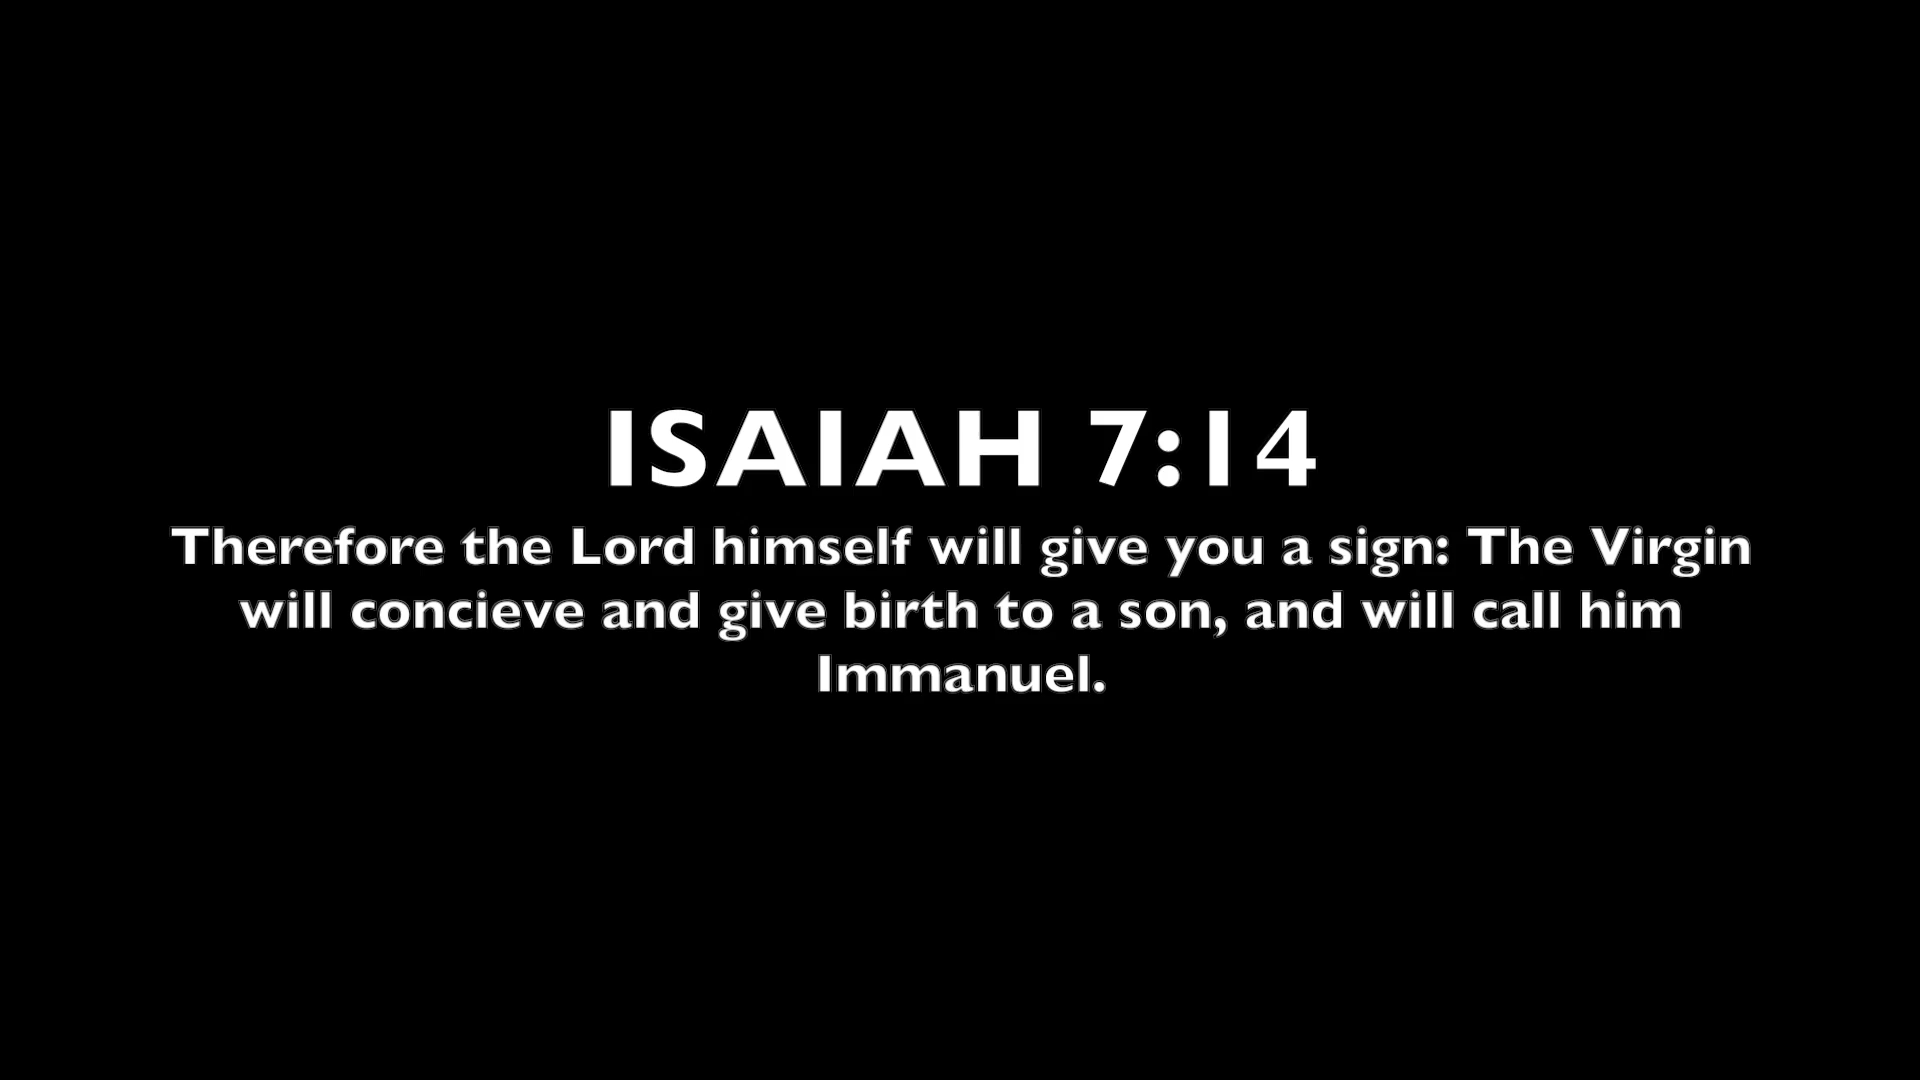 ISAIAH 7:14
Therefore the Lord himself will give you a sign: The Virgin
will concieve and give birth to a son, and will call him
Immanuel.